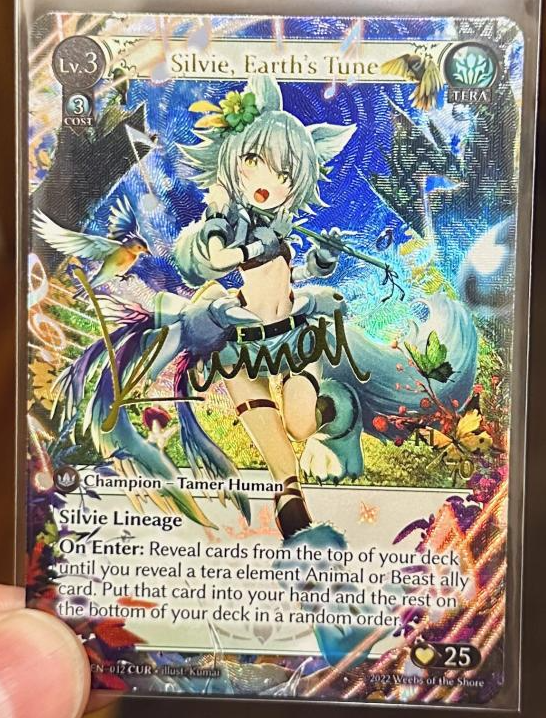 Lv.3
Silvie, Earth's Tune
TERA
3
COST
Kumai
/70
Champion – Tamer Human
Silvie Lineage
On Enter: Reveal cards from the top of your deck
until you reveal a tera element Animal or Beast ally
card. Put that card into your hand and the rest on
the bottom of your deck in a random order.
25
EN-012 CUR • illust: Kumai
2022 Weebs of the Shore